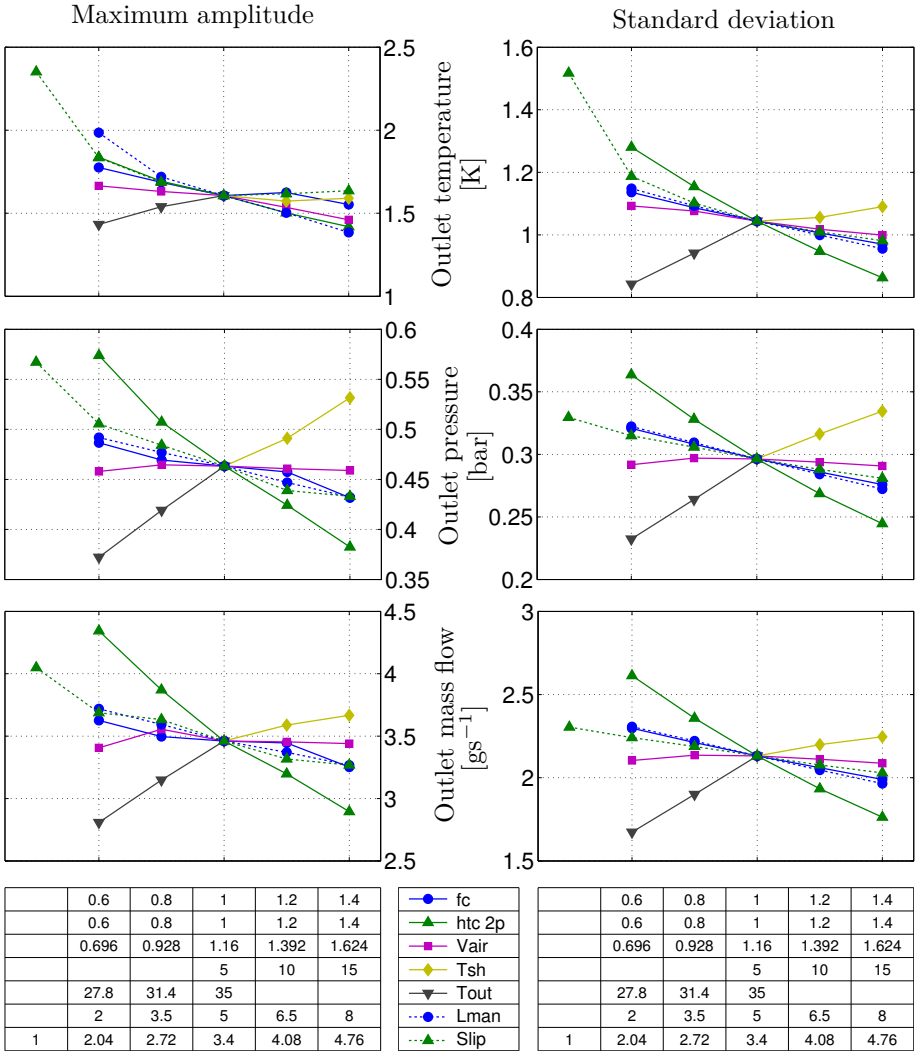 Maximum amplitude
Standard deviation
2.5
2
1.5
1
Outlet temperature
[K]
1.6
1.4
1.2
1
0.8
0.6
0.55
0.5
0.45
0.4
0.35
Outlet pressure
[bar]
0.4
0.35
0.3
0.25
0.2
4.5
4
3.5
3
2.5
Outlet mass flow
[gs−1]
3
2.5
2
1.5
0.6 0.8 1 1.2 1.4
0.6 0.8 1 1.2 1.4
0.696 0.928 1.16 1.392 1.624
5 10 15
27.8 31.4 35
2 3.5 5 6.5 8
1 2.04 2.72 3.4 4.08 4.76
fc
htc 2p
Vair
Tsh
Tout
Lman
Slip
0.6 0.8 1 1.2 1.4
0.6 0.8 1 1.2 1.4
0.696 0.928 1.16 1.392 1.624
5 10 15
27.8 31.4 35
2 3.5 5 6.5 8
1 2.04 2.72 3.4 4.08 4.76